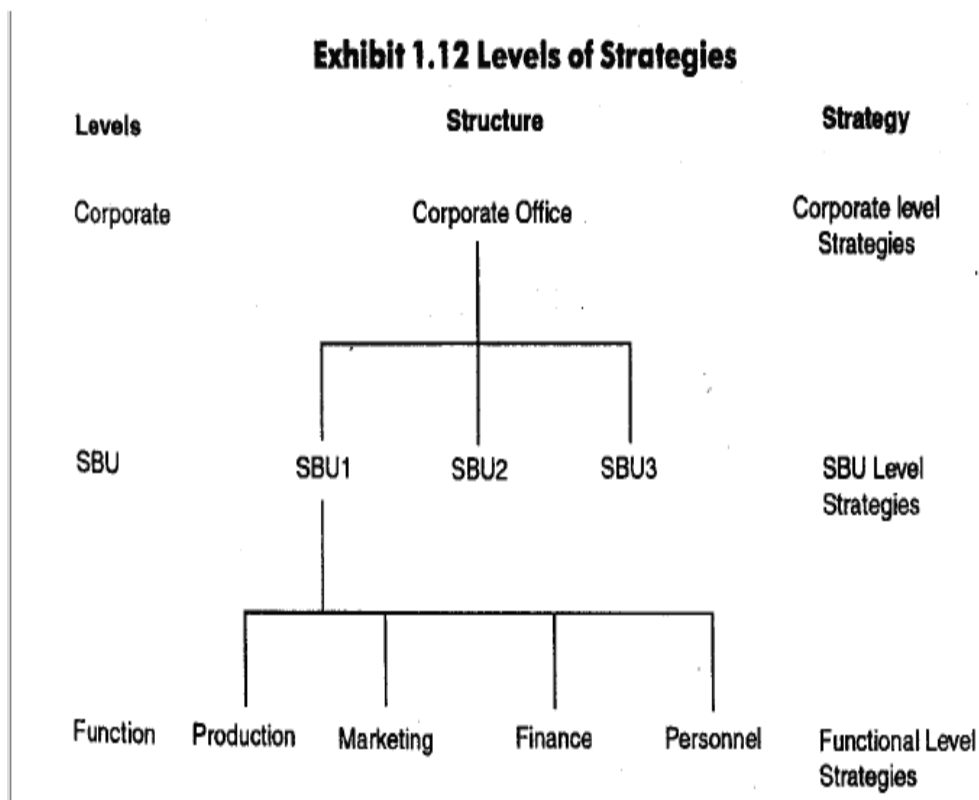 Exhibit 1.12 Levels of Strategies
Levels Structure Strategy
Corporate Corporate Office Corporate level
Strategies
SBU SBU1 SBU2 SBU3 SBU Level
Strategies
Function Production Marketing Finance Personnel Functional Level
Strategies